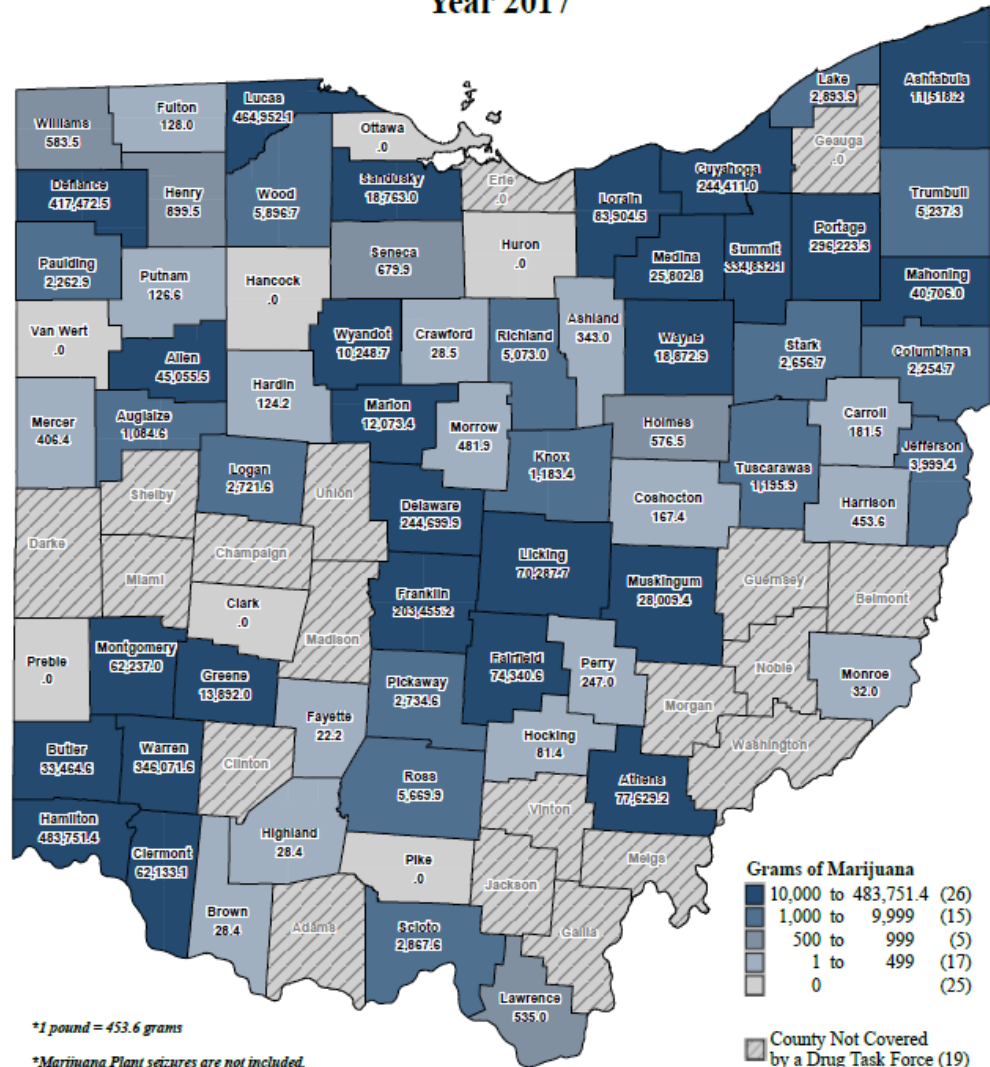 Year 2017
Lake
2,893.9
Ashtabula
11,518.2
Lucas
464,952.1
Fulton
128.0
Williams
583.5
Ottawa
.0
Geauga
.0
Cuyahoga
244,411.0
Defiance
417,472.5
Henry
899.5
Wood
5,896.7
Sandusky
18,763.0
Erie
.0
Lorain
83,904.5
Trumbull
5,237.3
Portage
296,223.3
Paulding
2,262.9
Putnam
126.6
Hancock
.0
Seneca
679.9
Huron
.0
Medina
25,802.8
Summit
334,832.1
Mahoning
40,706.0
Van Wert
.0
Allen
45,055.5
Wyandot
10,248.7
Crawford
28.5
Richland
5,073.0
Ashland
343.0
Wayne
18,872.9
Stark
2,656.7
Columbiana
2,254.7
Hardin
124.2
Mercer
406.4
Auglaize
1,084.6
Marion
12,073.4
Morrow
481.9
Holmes
576.5
Carroll
181.5
Jefferson
3,999.4
Logan
2,721.6
Knox
1,183.4
Tuscarawas
1,195.9
Shelby
Union
Delaware
244,699.9
Coshocton
167.4
Harrison
453.6
Darke
Champaign
Licking
70,287.7
Miami
Muskingum
28,009.4
Guernsey
Belmont
Clark
.0
Franklin
203,455.2
Madison
Preble
.0
Montgomery
62,237.0
Greene
13,892.0
Fairfield
74,340.6
Perry
247.0
Noble
Monroe
32.0
Pickaway
2,734.6
Morgan
Fayette
22.2
Washington
Butler
33,464.6
Warren
346,071.6
Clinton
Hocking
81.4
Ross
5,669.9
Athens
77,629.2
Hamilton
483,751.4
Vinton
Highland
28.4
Clermont
62,133.1
Pike
.0
Meigs
Jackson
Brown
28.4
Adams
Scioto
2,867.6
Gallia
Lawrence
535.0
Grams of Marijuana
10,000 to 483,751.4 (26)
1,000 to 9,999 (15)
500 to 999 (5)
1 to 499 (17)
0 (25)
County Not Covered
by a Drug Task Force (19)
*1 pound = 453.6 grams
*Marijuana Plant seizures are not included.